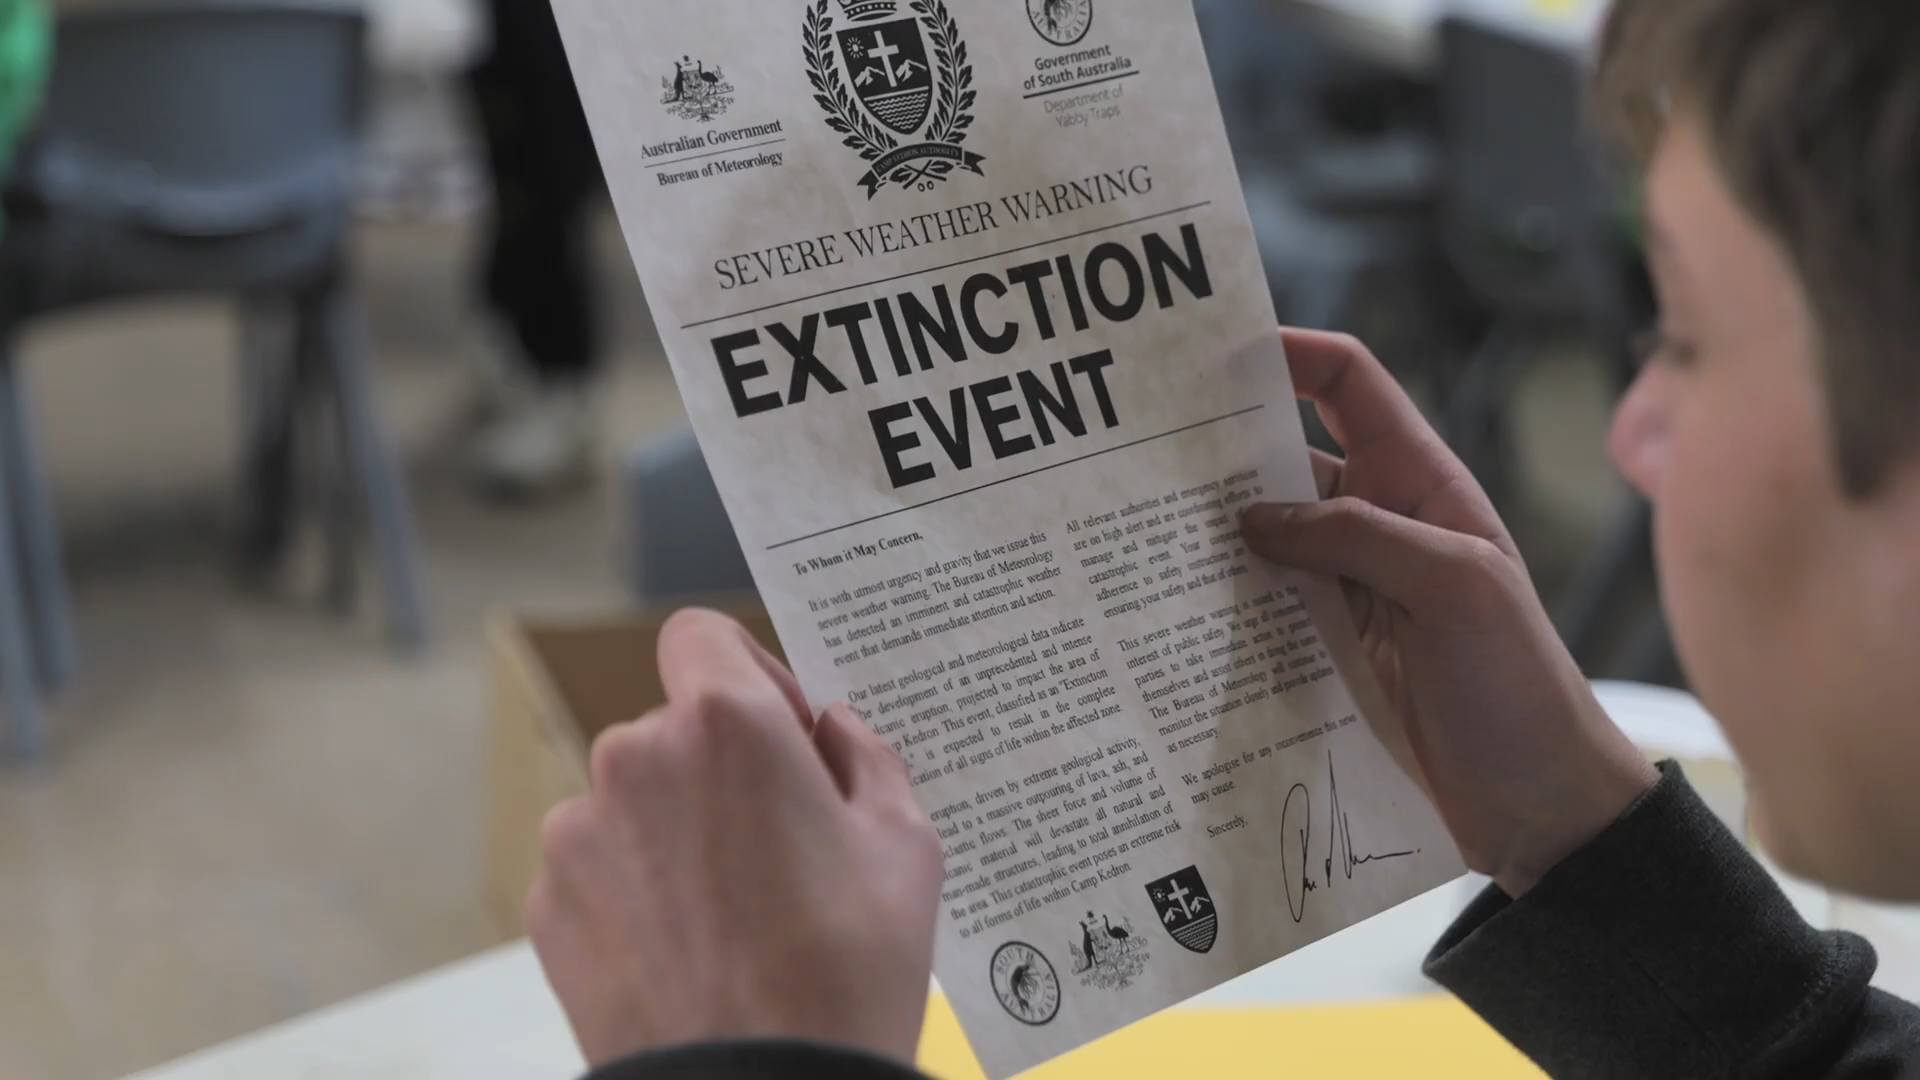 Australian Government
Bureau of Meteorology
CAMP KEDRON AUTHORITY
Government
of South Australia
Department of
Yabby Traps
SEVERE WEATHER WARNING
EXTINCTION
EVENT
To Whom it May Concern,
It is with utmost urgency and gravity that we issue this
severe weather warning. The Bureau of Meteorology
has detected an imminent and catastrophic weather
event that demands immediate attention and action.
Our latest geological and meteorological data indicate
he development of an unprecedented and intense
lcanic eruption, projected to impact the area of
p Kedron This event, classified as an "Extinction
" is expected to result in the complete
cation of all signs of life within the affected zone.
eruption, driven by extreme geological activity,
lead to a massive outpouring of lava, ash, and
oclastic flows. The sheer force and volume of
lcanic material will devastate all natural and
man-made structures, leading to total annihilation of
the area. This catastrophic event poses an extreme risk
to all forms of life within Camp Kedron.
All relevant authorities and emergency services
are on high alert and are coordinating efforts to
manage and mitigate the impact of
catastrophic event. Your
adherence to safety instructions
ensuring your safety and that of others.
This severe weather warning is issued in the
interest of public safety. We urge all concerned
parties to take immediate action to protect
themselves and assist others in doing the same.
The Bureau of Meteorology will continue to
monitor the situation closely and provide updates
as necessary.
We apologise for any inconvenience this news
may cause.
Sincerely,
SOUTH AUSTRALIA